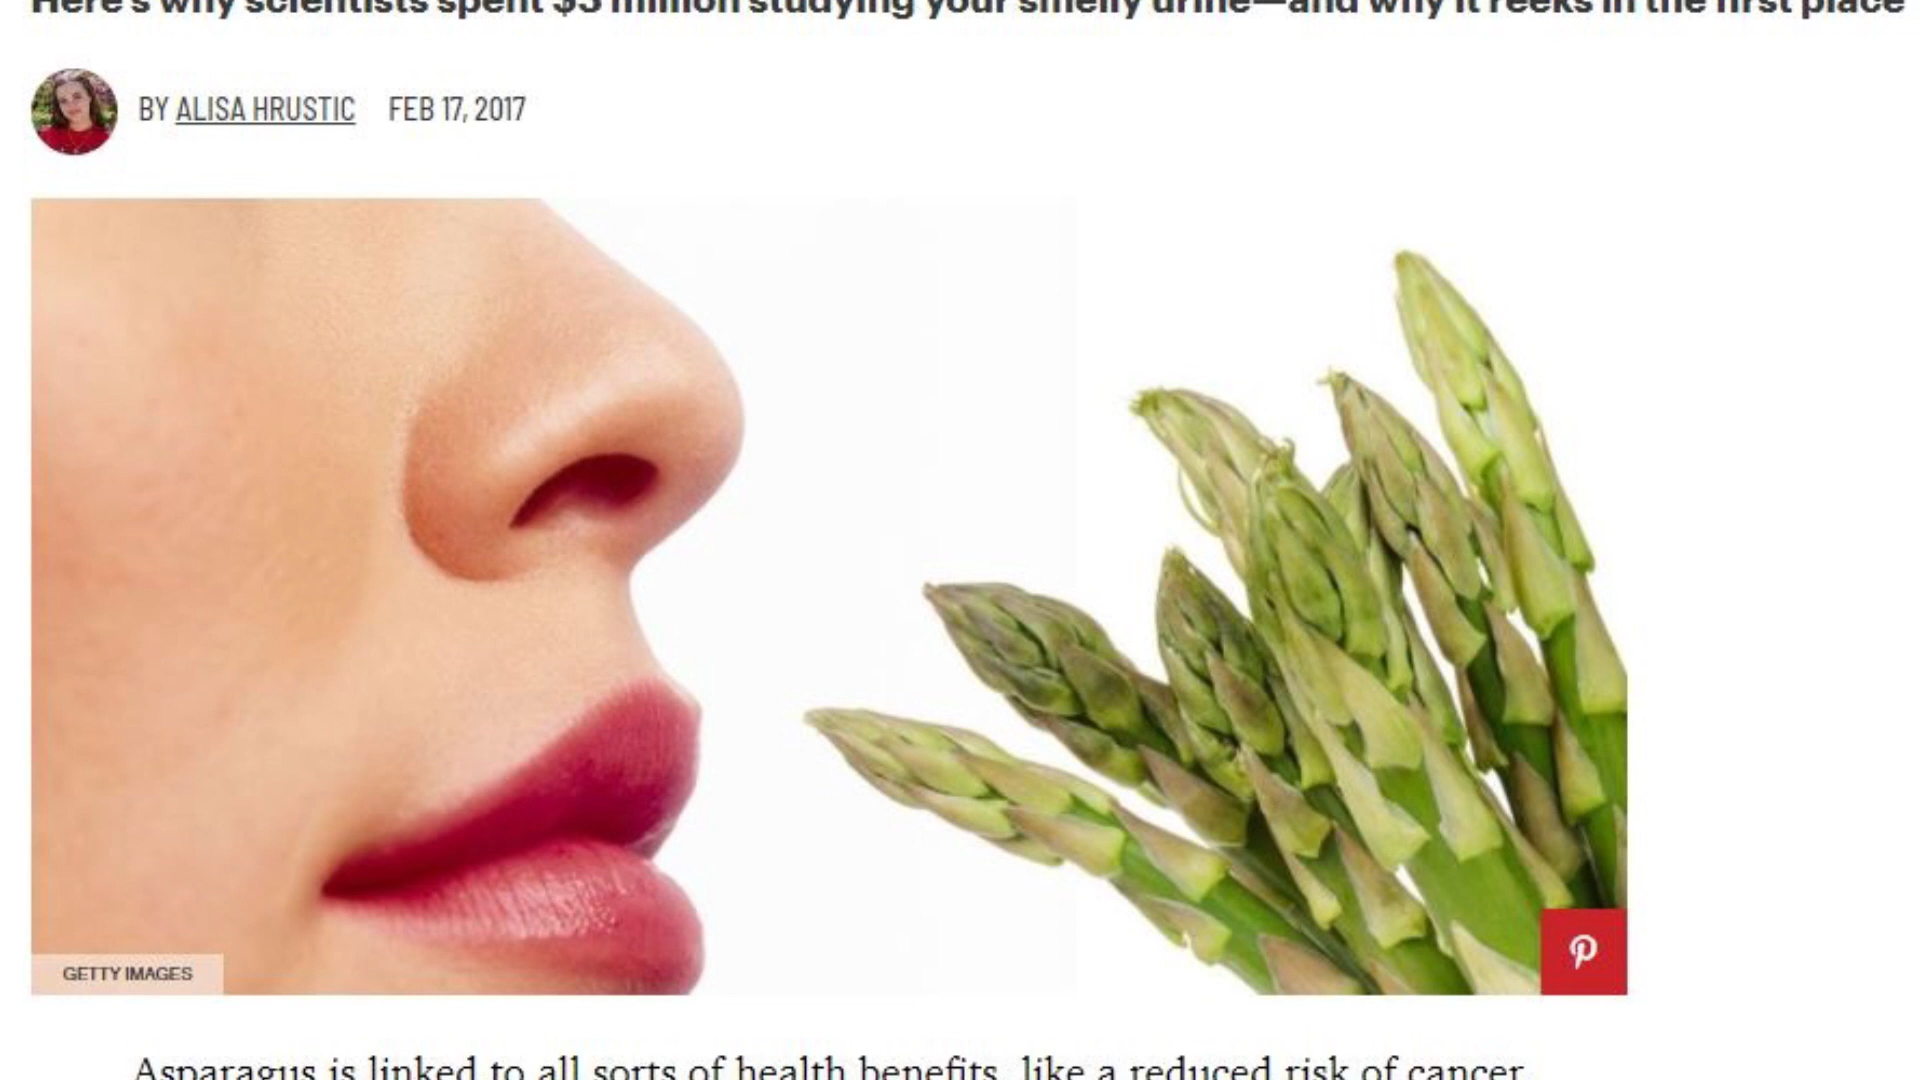 Here's why scientists spent $3 million studying your smelly urine—and why it reeks in the first place
BY ALISA HRUSTIC FEB 17, 2017
GETTY IMAGES
Asparagus is linked to all sorts of health benefits, like a reduced risk of cancer,